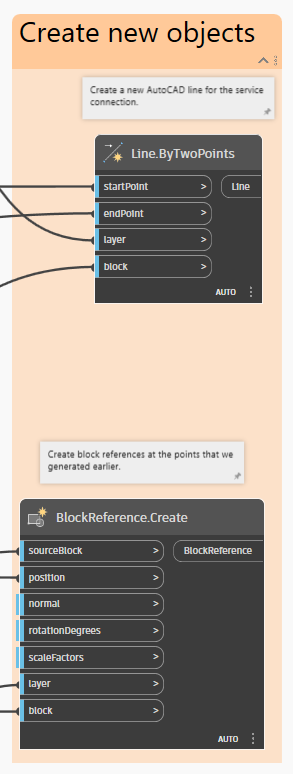 Create new objects
Create a new AutoCAD line for the service
connection.
Line.ByTwoPoints
startPoint > Line
endPoint >
layer >
block >
AUTO
Create block references at the points that we
generated earlier.
BlockReference.Create
sourceBlock > BlockReference
position >
normal >
rotationDegrees >
scaleFactors >
layer >
block >
AUTO